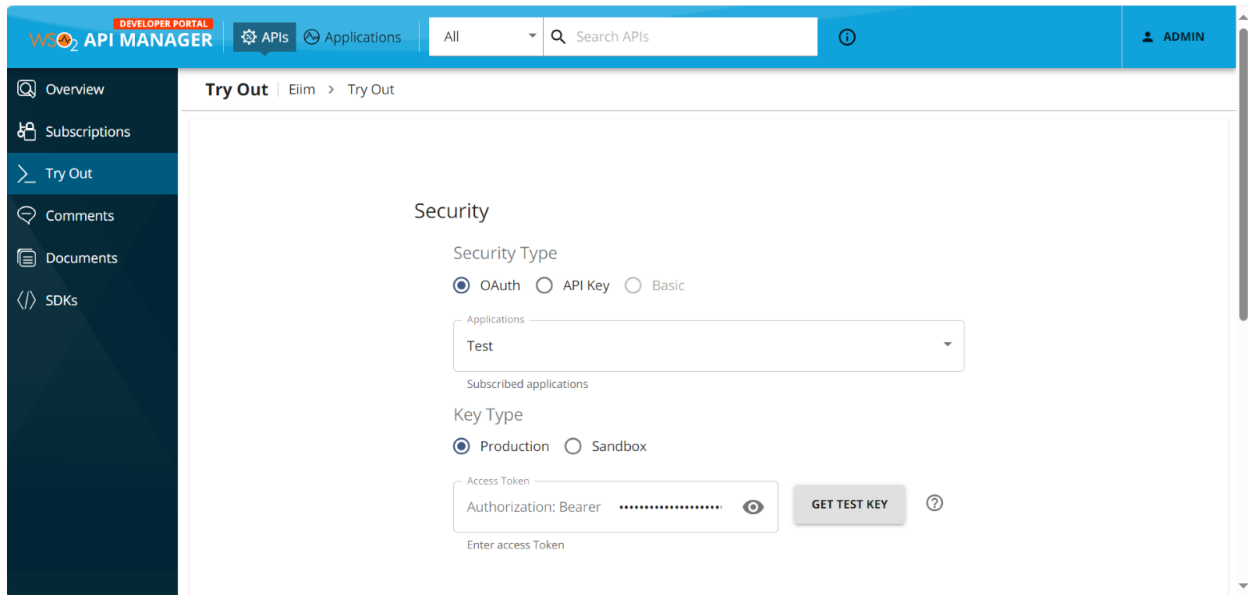 DEVELOPER PORTAL
WSO2 API MANAGER
APIs
Applications
All
Search APIs
ADMIN
Overview
Subscriptions
Try Out
Comments
Documents
SDKs
Try Out
Eiim > Try Out
Security
Security Type
OAuth
API Key
Basic
Applications
Test
Subscribed applications
Key Type
Production
Sandbox
Access Token
Authorization: Bearer ••••••••••••••••••••
GET TEST KEY
Enter access Token